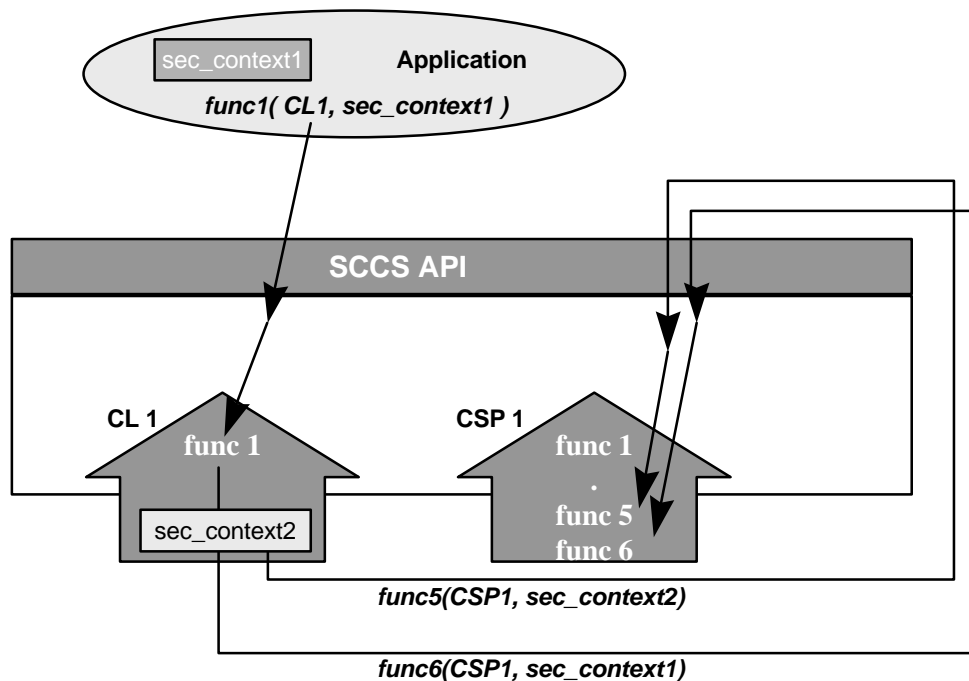 sec_context1
Application
func1( CL1, sec_context1 )
SCCS API
CL 1
func 1
sec_context2
CSP 1
func 1
.
func 5
func 6
func5(CSP1, sec_context2)
func6(CSP1, sec_context1)